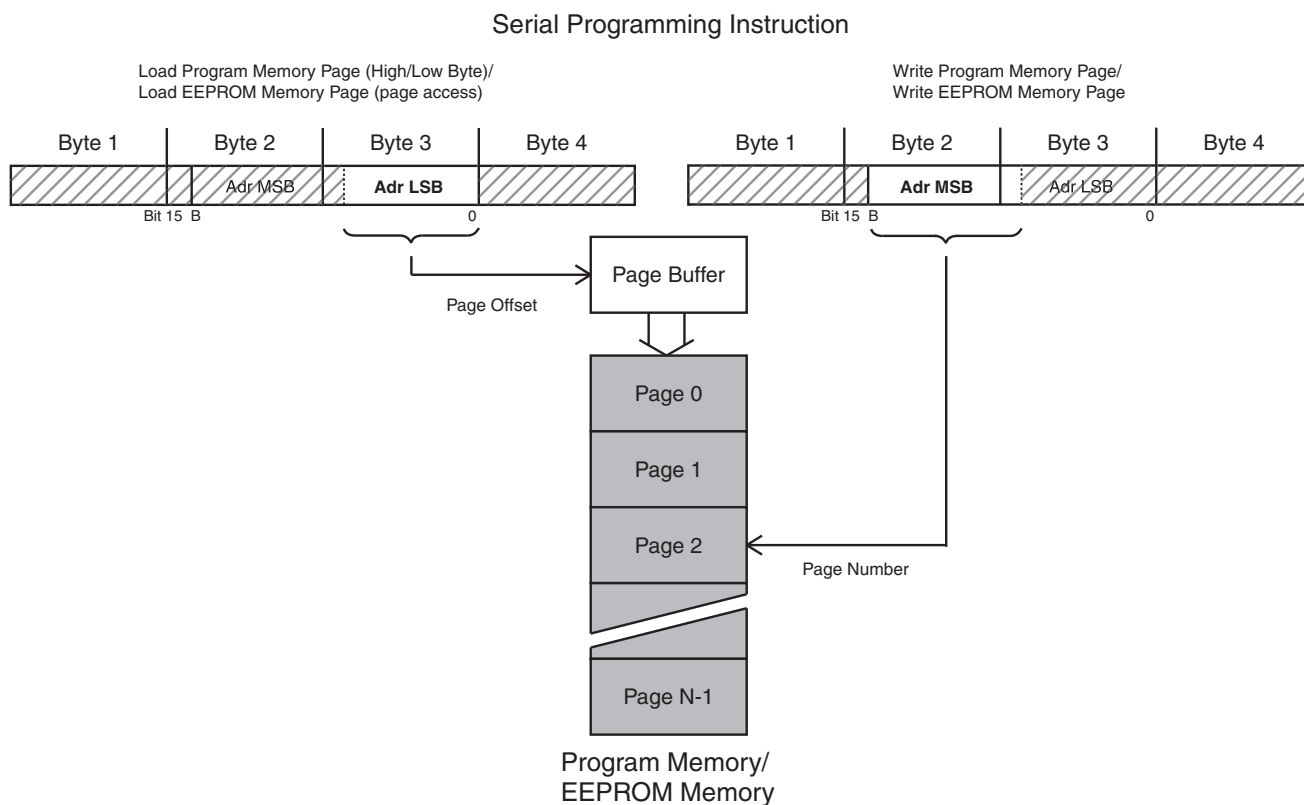 Serial Programming Instruction
Load Program Memory Page (High/Low Byte)/
Load EEPROM Memory Page (page access)
Byte 1 Byte 2 Byte 3 Byte 4
Adr MSB Adr LSB
Bit 15 B 0
Write Program Memory Page/
Write EEPROM Memory Page
Byte 1 Byte 2 Byte 3 Byte 4
Adr MSB Adr LSB
Bit 15 B 0
Page Offset
Page Buffer
Page 0
Page 1
Page 2
Page Number
Page N-1
Program Memory/
EEPROM Memory